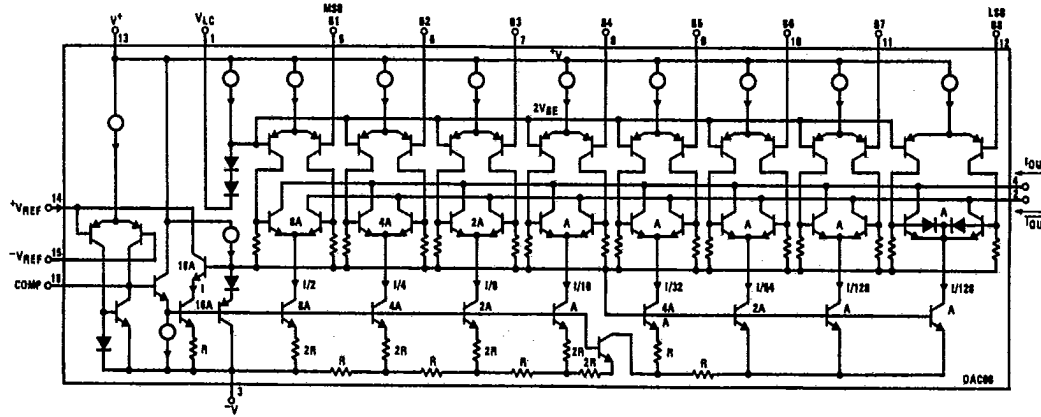 V+ VLC MSB B1 B2 B3 B4 B5 B6 B7 LSB B8
13 1 5 6 7 8 9 10 11 12
+V
2VBE
IOU
4
+VREF 14
2
8A 4A 2A A A A A A
IOU
-VREF 15
16A
COMP 16
I I/2 I/4 I/8 I/16 I/32 I/64 I/128 I/128
16A 8A 4A 2A A 4A 2A A A
A
R 2R 2R 2R 2R R
R R R 2R R
3
-V
DAC08